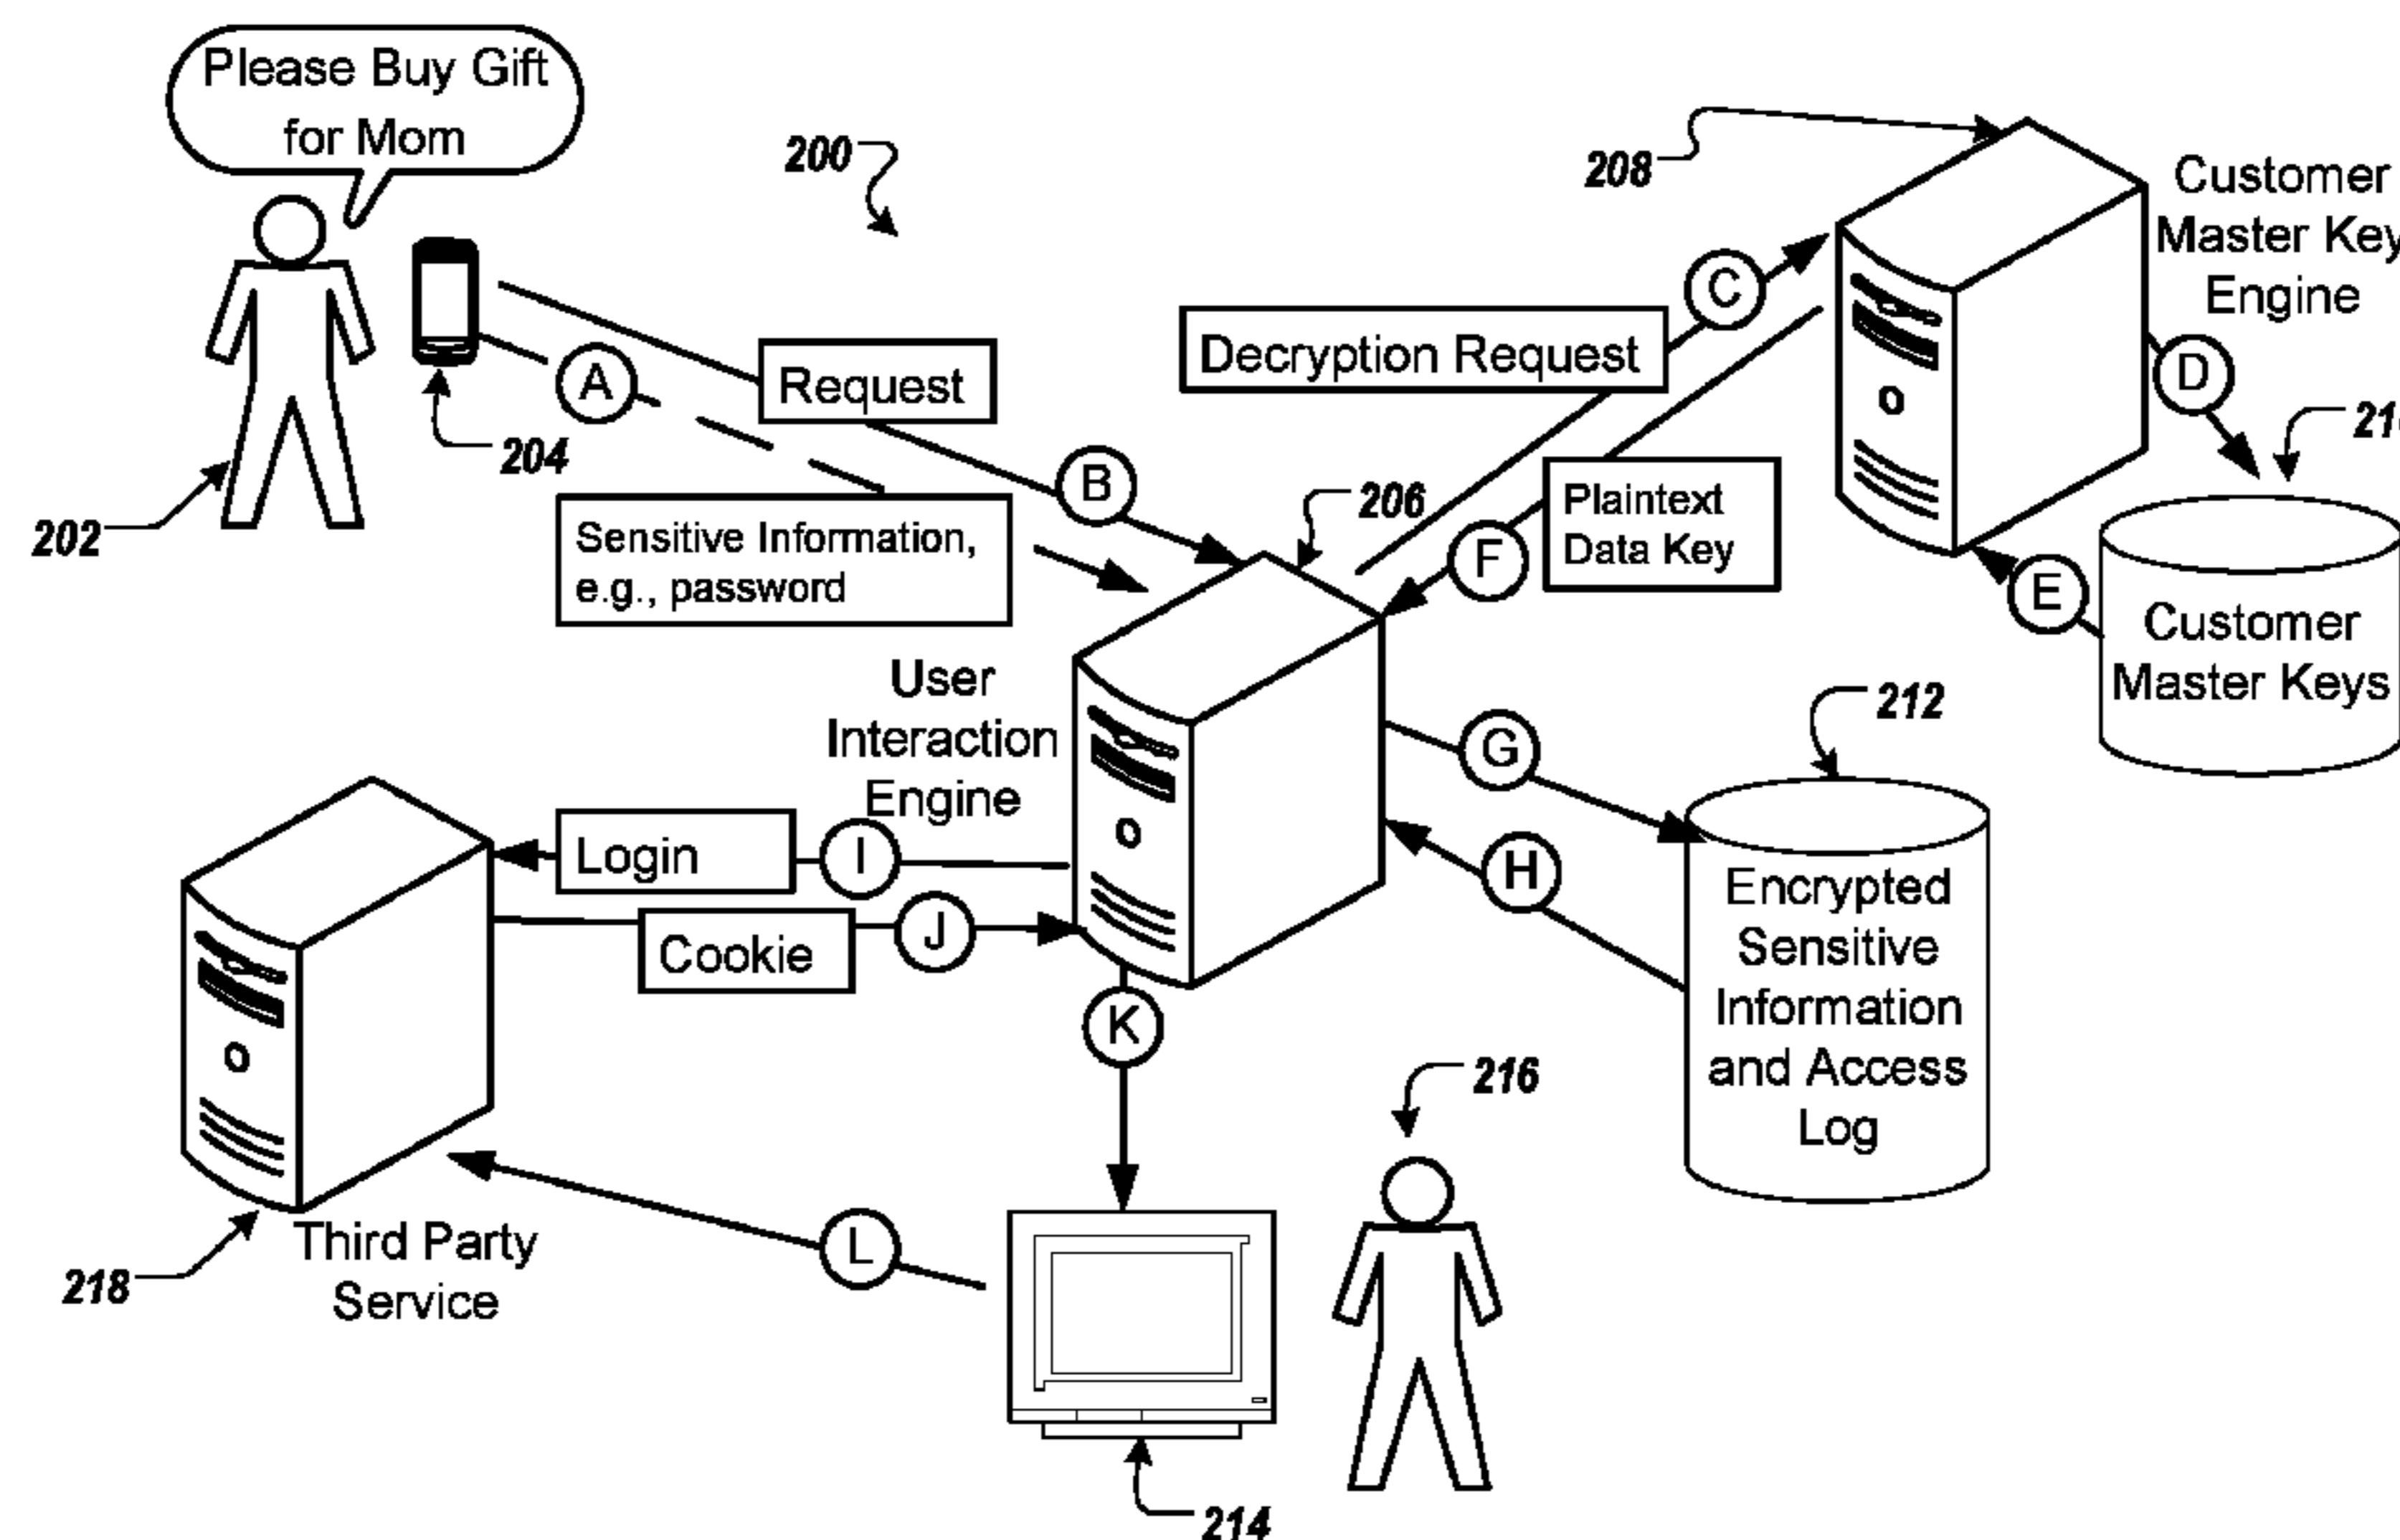 Please Buy Gift
for Mom
200
208
Customer
Master Key
Engine
C
Decryption Request
A
Request
D
204
B
206
Plaintext
Data Key
202
Sensitive Information,
e.g., password
F
E
Customer
Master Keys
User
Interaction
Engine
212
G
Login
I
H
Encrypted
Sensitive
Information
and Access
Log
Cookie
J
K
216
Third Party
Service
218
L
214